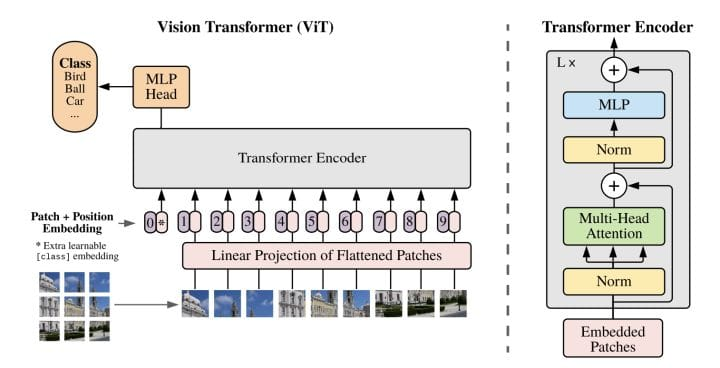 Vision Transformer (ViT)
Class
Bird
Ball
Car
...
MLP
Head
Transformer Encoder
Patch + Position
Embedding
* Extra learnable
[class] embedding
0 * 1 2 3 4 5 6 7 8 9
Linear Projection of Flattened Patches
Transformer Encoder
L ×
+
MLP
Norm
+
Multi-Head
Attention
Norm
Embedded
Patches